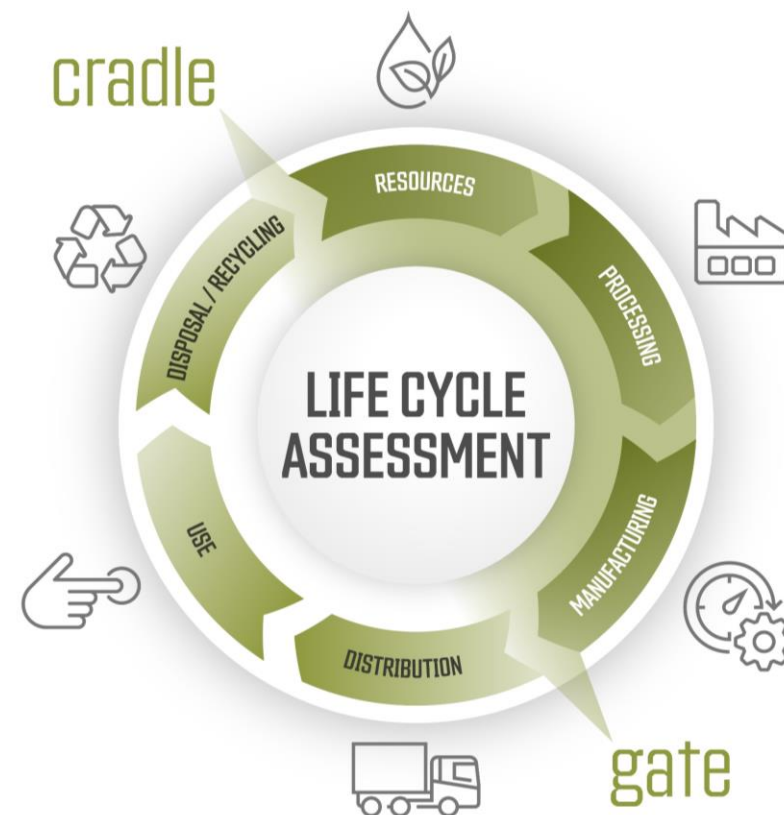 cradle
RESOURCES
PROCESSING
MANUFACTURING
DISTRIBUTION
USE
DISPOSAL / RECYCLING
LIFE CYCLE
ASSESSMENT
gate